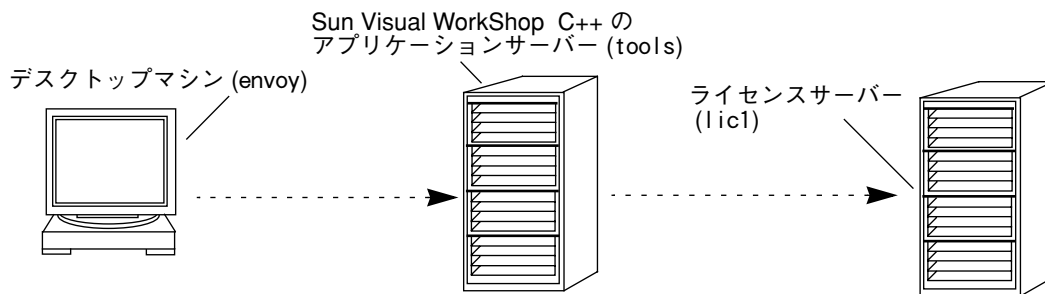 Sun Visual WorkShop C++ の
アプリケーションサーバー (tools)
デスクトップマシン (envoy)
ライセンスサーバー
(lic1)